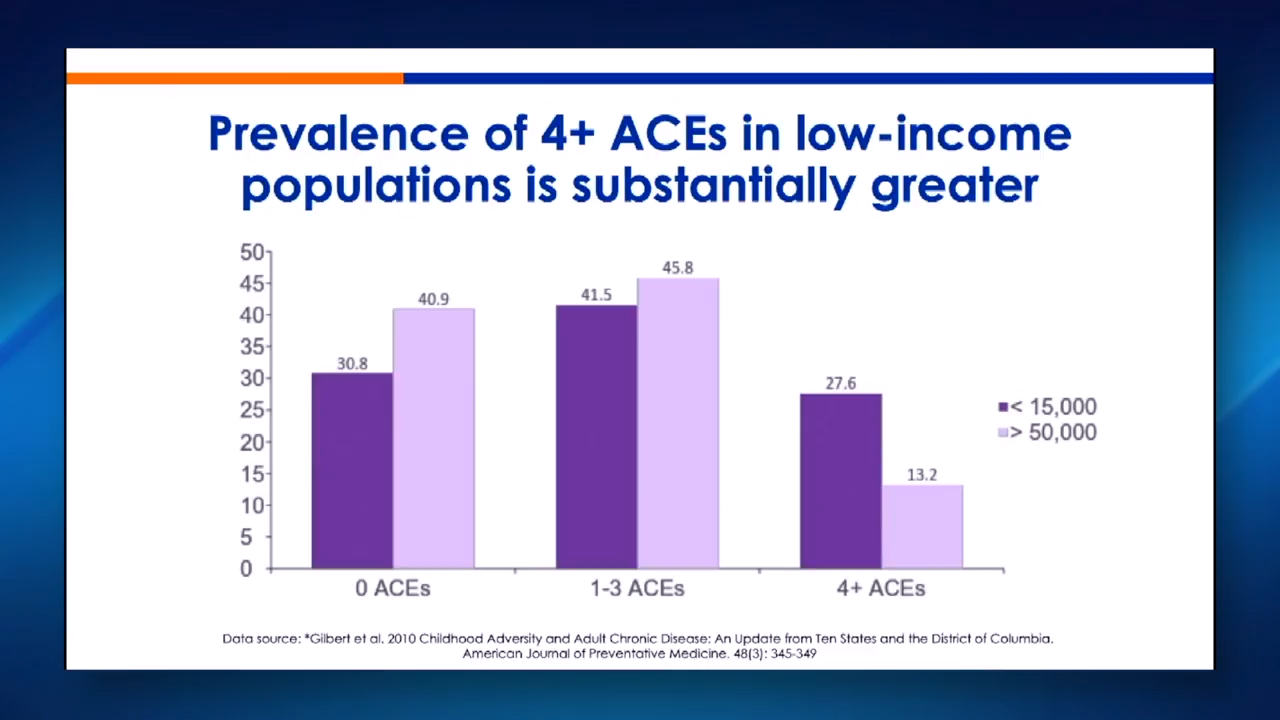 Prevalence of 4+ ACEs in low-income
populations is substantially greater
50
45
40
35
30
25
20
15
10
5
0
30.8
40.9
41.5
45.8
27.6
13.2
< 15,000
> 50,000
0 ACEs
1-3 ACEs
4+ ACEs
Data source: *Gilbert et al. 2010 Childhood Adversity and Adult Chronic Disease: An Update from Ten States and the District of Columbia.
American Journal of Preventative Medicine. 48(3): 345-349